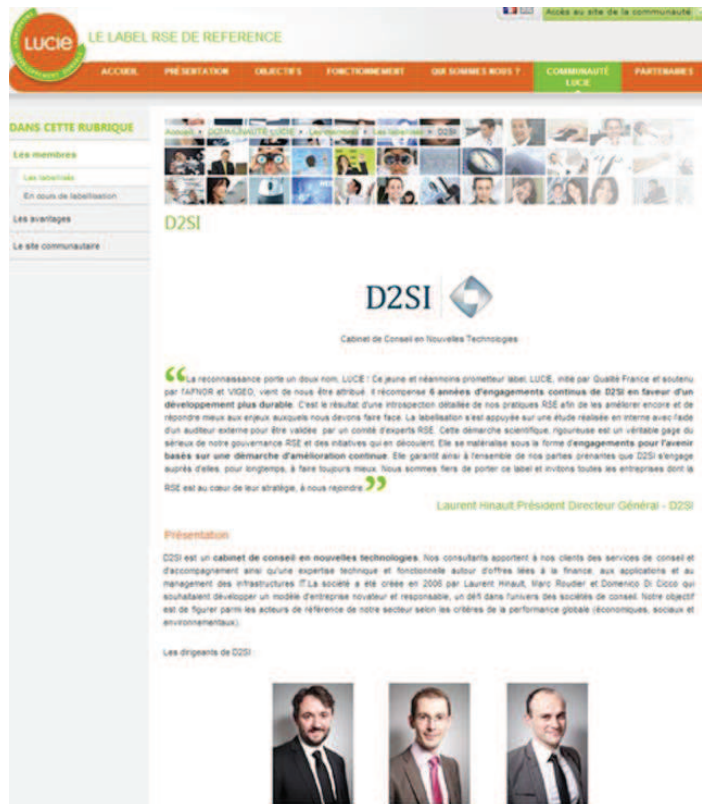 Accès au site de la communauté
LUCIE
LE LABEL RSE DE REFERENCE
ACCUEIL PRÉSENTATION OBJECTIFS FONCTIONNEMENT QUI SOMMES NOUS ? COMMUNAUTÉ LUCIE PARTENAIRES
DANS CETTE RUBRIQUE
Les membres
Les labellisés
En cours de labellisation
Les avantages
Le site communautaire
Accueil • COMMUNAUTÉ LUCIE • Les membres • Les labellisés • D2SI
D2SI
D2SI
Cabinet de Conseil en Nouvelles Technologies
“La reconnaissance porte un doux nom, LUCIE ! Ce jeune et néanmoins prometteur label, LUCIE, initié par Qualité France et soutenu
par l'AFNOR et VIGEO, vient de nous être attribué. Il récompense 6 années d'engagements continus de D2SI en faveur d'un
développement plus durable. C'est le résultat d'une introspection détaillée de nos pratiques RSE afin de les améliorer encore et de
répondre mieux aux enjeux auxquels nous devons faire face. La labellisation s'est appuyée sur une étude réalisée en interne avec l'aide
d'un auditeur externe pour être validée par un comité d'experts RSE. Cette démarche scientifique, rigoureuse est un véritable gage du
sérieux de notre gouvernance RSE et des initiatives qui en découlent. Elle se matérialise sous la forme d'engagements pour l'avenir
basés sur une démarche d'amélioration continue. Elle garantit ainsi à l'ensemble de nos parties prenantes que D2SI s'engage
auprès d'elles, pour longtemps, à faire toujours mieux. Nous sommes fiers de porter ce label et invitons toutes les entreprises dont la
RSE est au cœur de leur stratégie, à nous rejoindre ”
Laurent Hinault Président Directeur Général - D2SI
Présentation
D2SI est un cabinet de conseil en nouvelles technologies. Nos consultants apportent à nos clients des services de conseil et
d'accompagnement ainsi qu'une expertise technique et fonctionnelle autour d'offres liées à la finance, aux applications et au
management des infrastructures IT.La société a été créée en 2006 par Laurent Hinault, Marc Roudier et Domenico Di Cicco qui
souhaitaient développer un modèle d'entreprise novateur et responsable, un défi dans l'univers des sociétés de conseil. Notre objectif
est de figurer parmi les acteurs de référence de notre secteur selon les critères de la performance globale (économiques, sociaux et
environnementaux).
Les dirigeants de D2SI